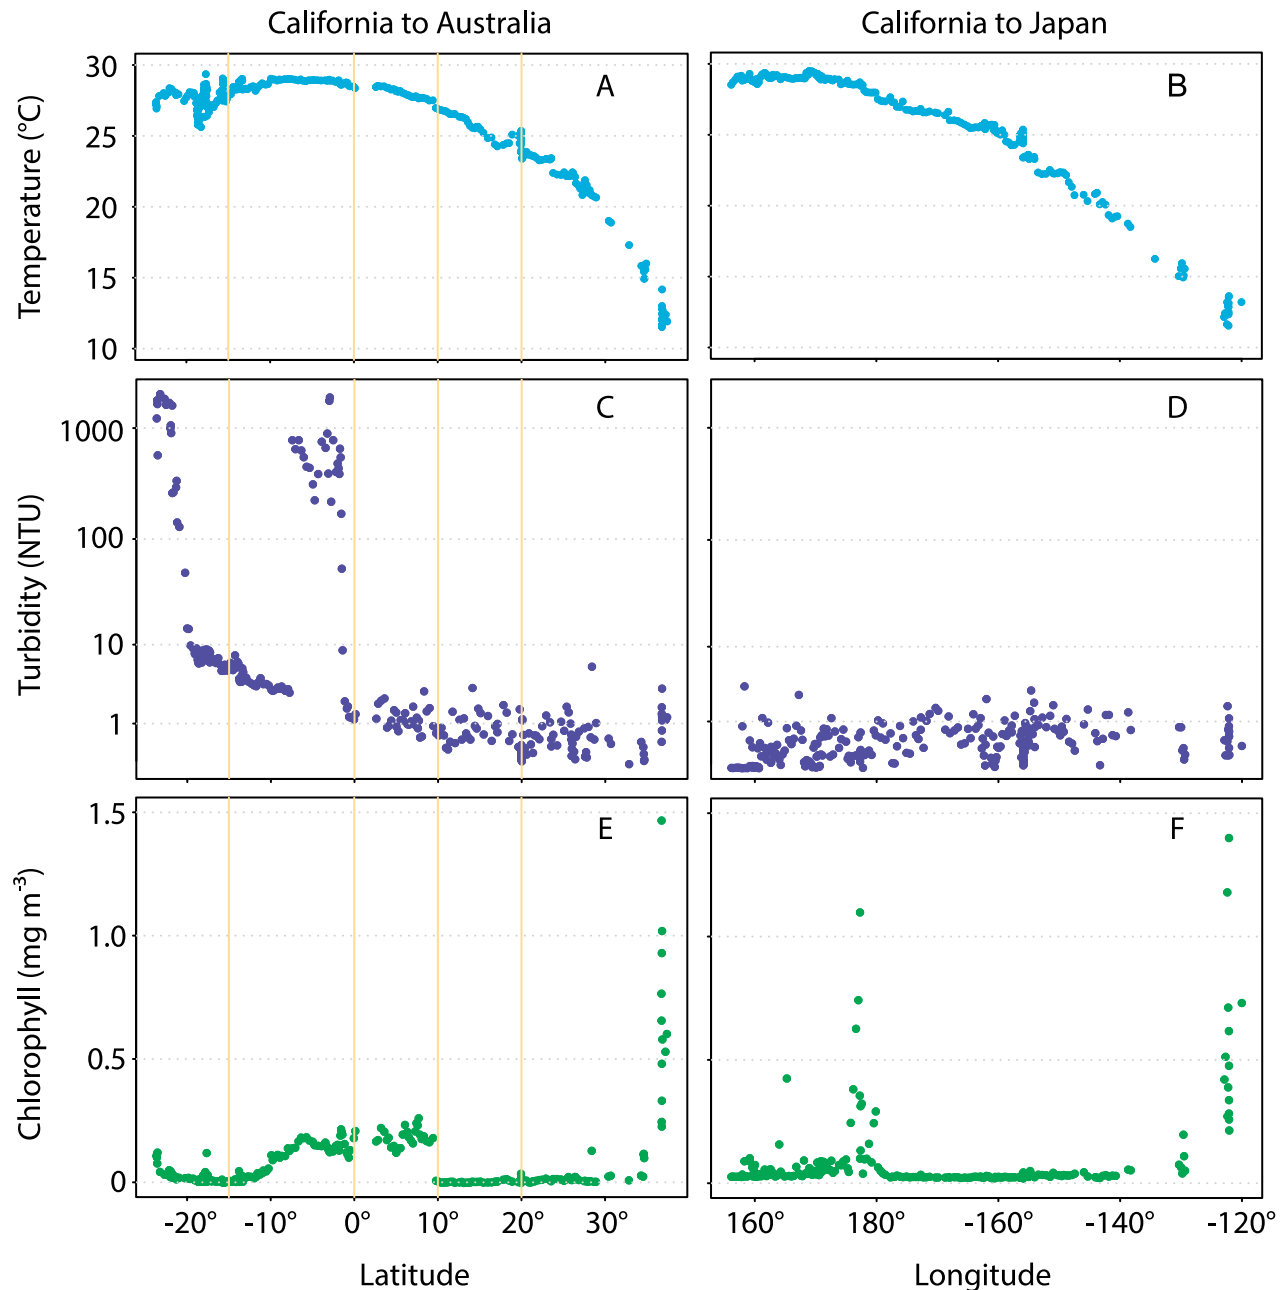 California to Australia
California to Japan
Temperature (°C)
30
25
20
15
10
A
B
Turbidity (NTU)
1000
100
10
1
C
D
Chlorophyll (mg m-3)
1.5
1.0
0.5
0
E
F
-20° -10° 0° 10° 20° 30°
160° 180° -160° -140° -120°
Latitude
Longitude